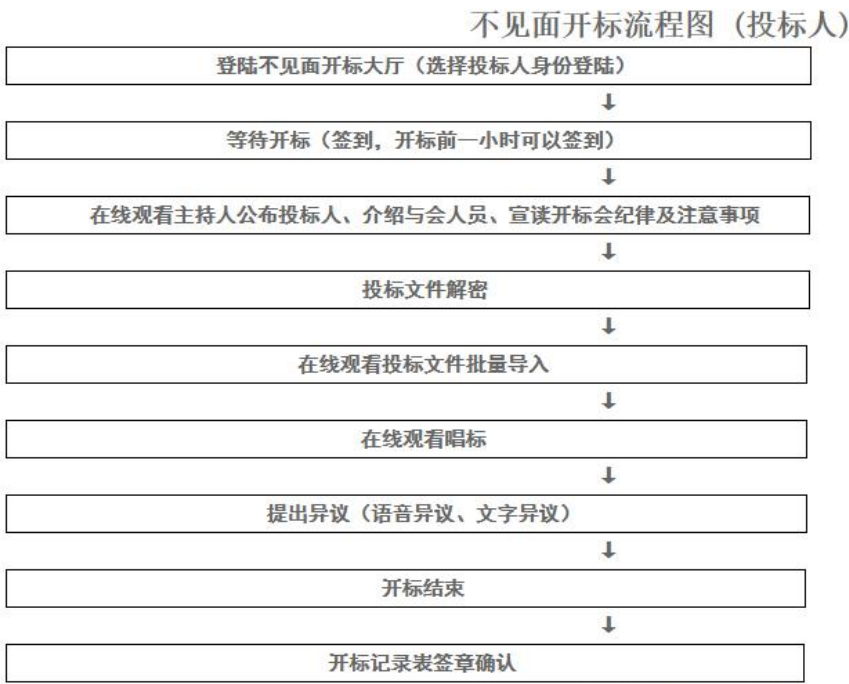 不见面开标流程图（投标人）
登陆不见面开标大厅（选择投标人身份登陆）
↓
等待开标（签到，开标前一小时可以签到）
↓
在线观看主持人公布投标人、介绍与会人员、宣读开标会纪律及注意事项
↓
投标文件解密
↓
在线观看投标文件批量导入
↓
在线观看唱标
↓
提出异议（语音异议、文字异议）
↓
开标结束
↓
开标记录表签章确认